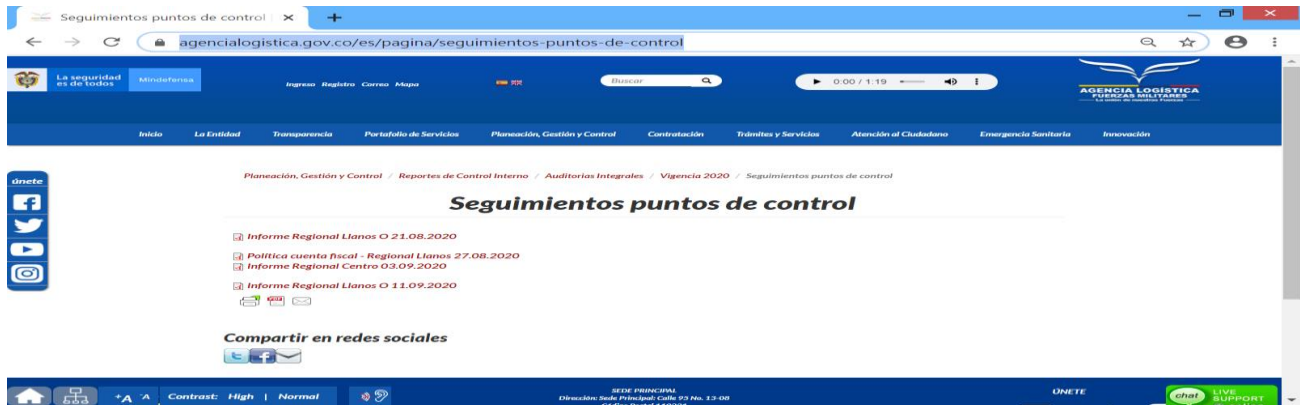 Seguimientos puntos de control
agencialogistica.gov.co/es/pagina/seguimientos-puntos-de-control
La seguridad
es de todos
Mindefensa
Ingreso Registro Correo Mapa
Buscar
0:00 / 1:19
AGENCIA LOGÍSTICA
FUERZAS MILITARES
La unión de nuestras Fuerzas
Inicio La Entidad Transparencia Portafolio de Servicios Planeación, Gestión y Control Contratación Trámites y Servicios Atención al Ciudadano Emergencia Sanitaria Innovación
únete
Planeación, Gestión y Control / Reportes de Control Interno / Auditorias Integrales / Vigencia 2020 / Seguimientos puntos de control
Seguimientos puntos de control
Informe Regional Llanos O 21.08.2020
Política cuenta fiscal - Regional Llanos 27.08.2020
Informe Regional Centro 03.09.2020
Informe Regional Llanos O 11.09.2020
Compartir en redes sociales
+A -A Contrast: High | Normal
SEDE PRINCIPAL
Dirección: Sede Principal: Calle 95 No. 13-08
ÚNETE
chat LIVE
SUPPORT